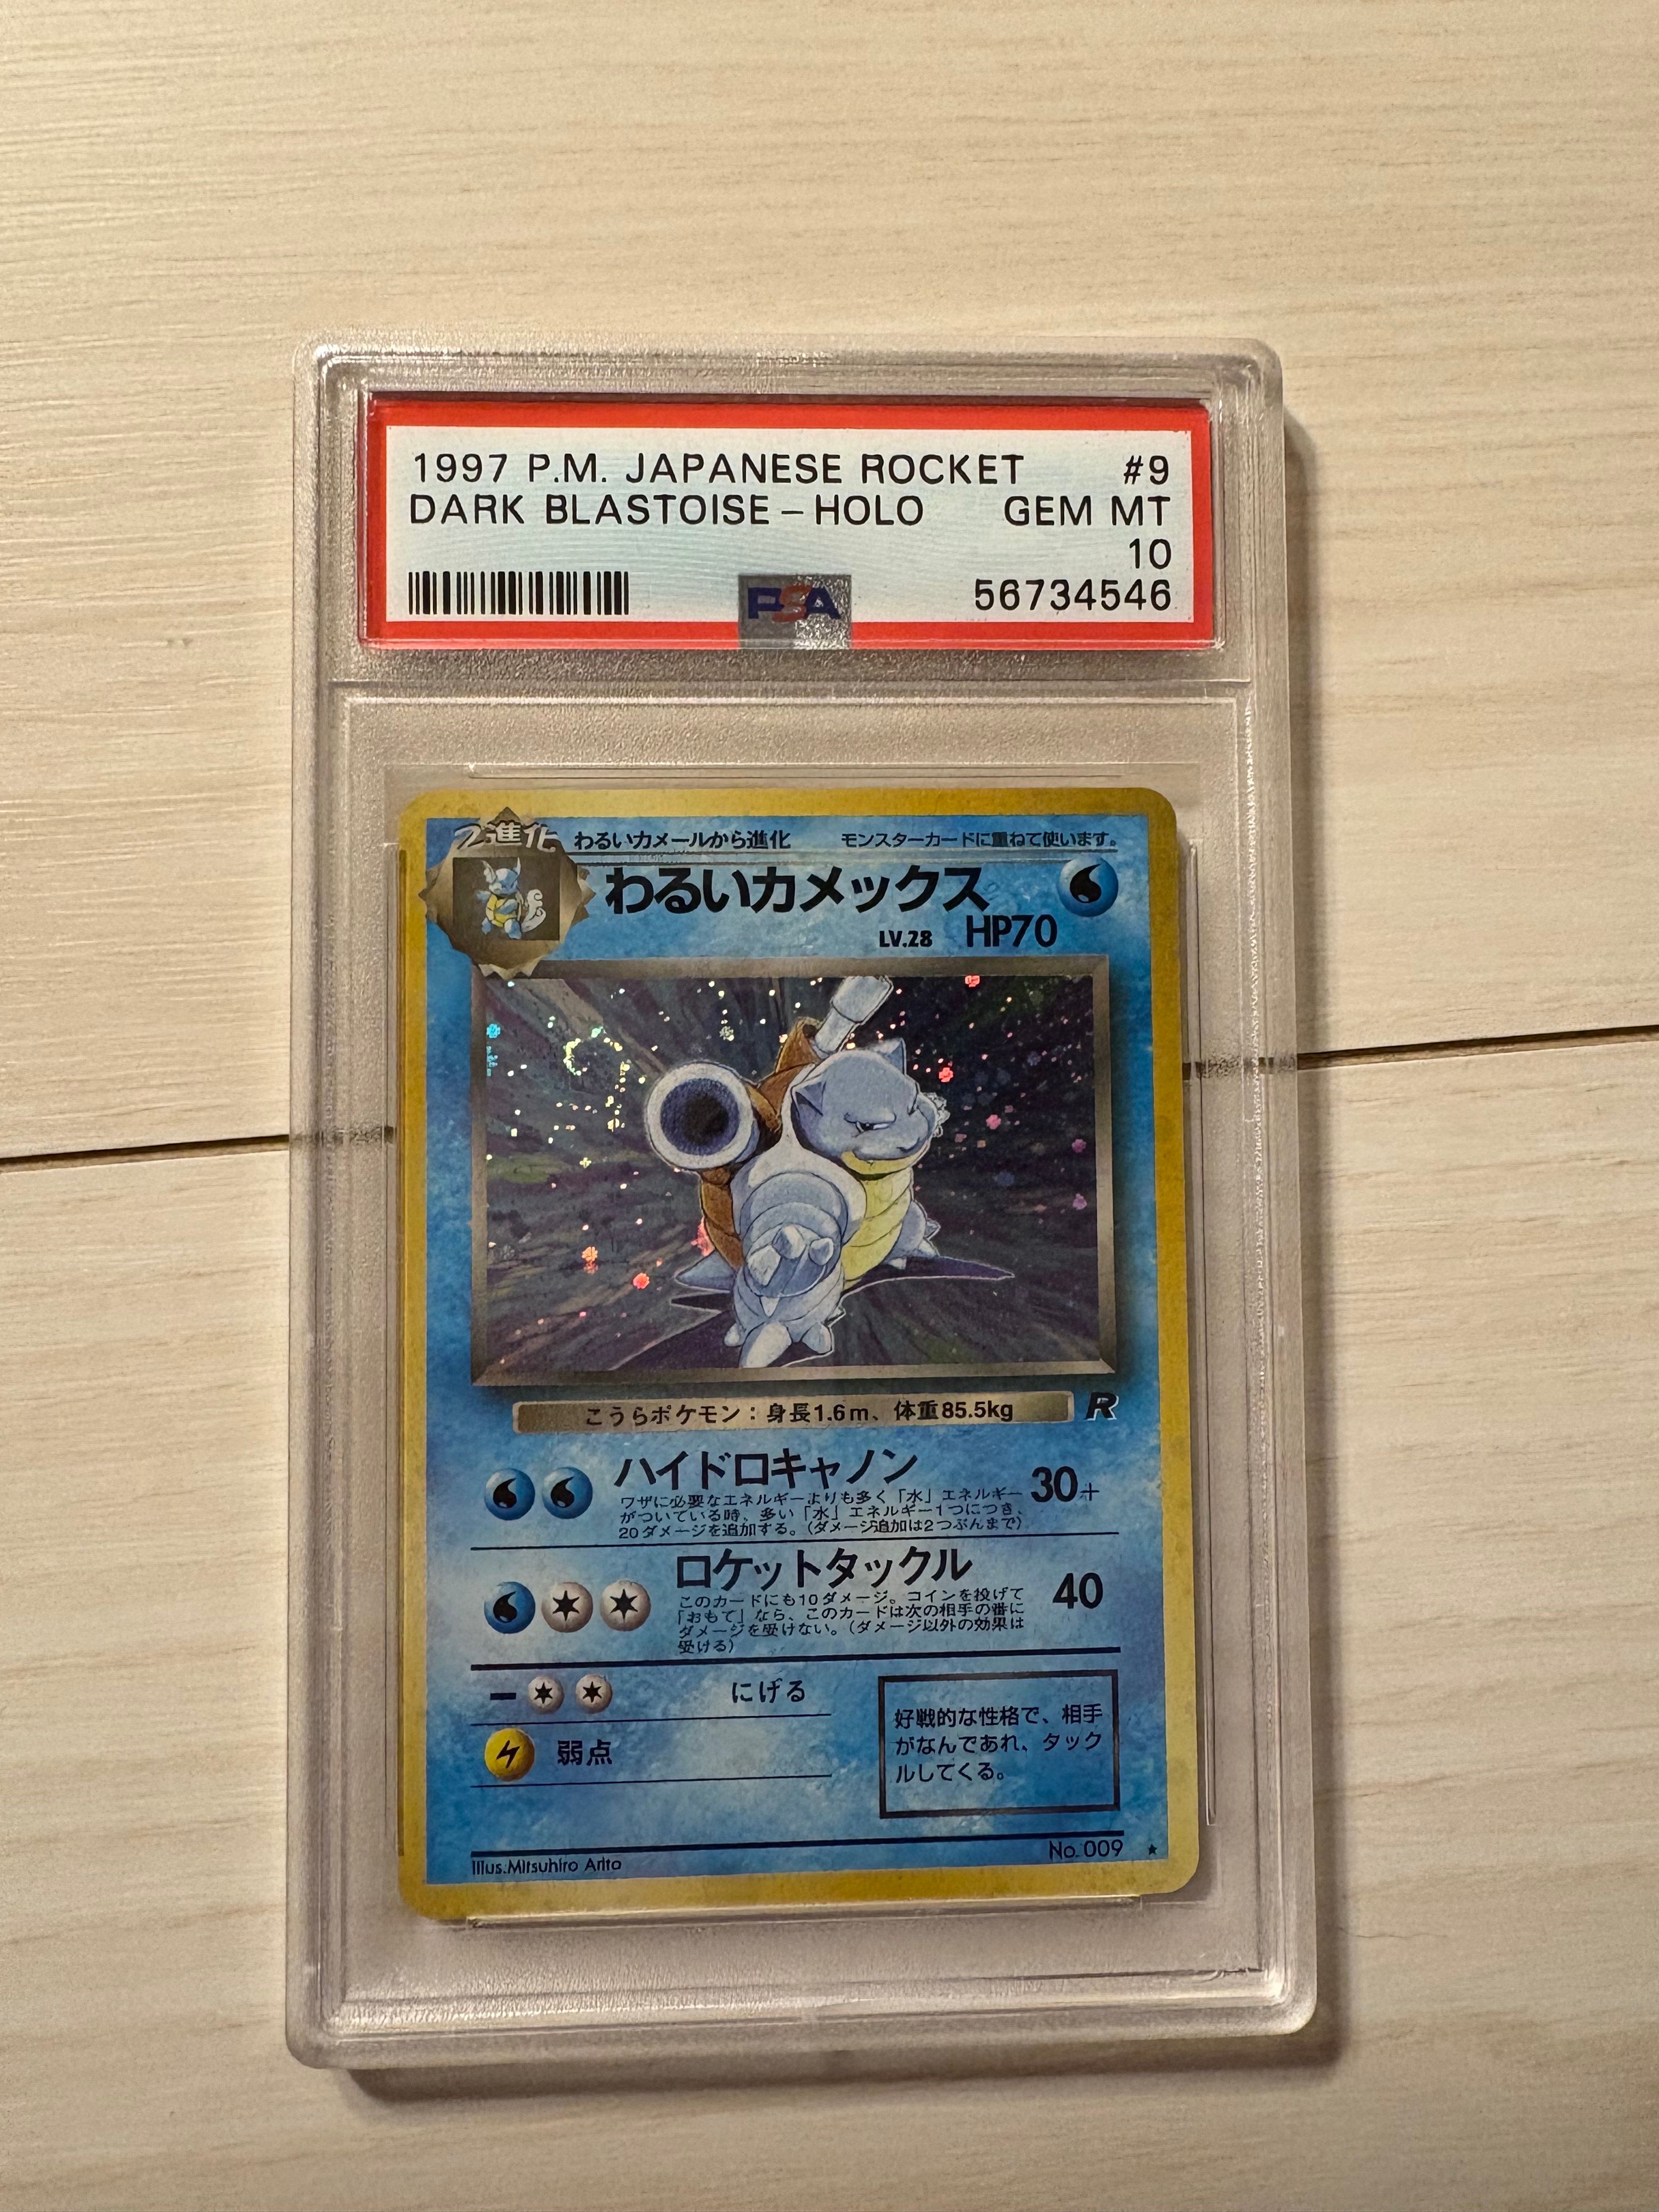 1997 P.M. JAPANESE ROCKET #9
DARK BLASTOISE – HOLO GEM MT
10
PSA 56734546
2進化 わるいカメールから進化 モンスターカードに重ねて使います。
わるいカメックス
LV.28 HP70
こうらポケモン：身長1.6m、体重85.5kg R
ハイドロキャノン 30+
ワザに必要なエネルギーよりも多く「水」エネルギー
がついている時、多い「水」エネルギー1つにつき、
20ダメージを追加する。（ダメージ追加は2つぶんまで）
ロケットタックル 40
このカードにも10ダメージ。コインを投げて
「おもて」なら、このカードは次の相手の番に
ダメージを受けない。（ダメージ以外の効果は
受ける）
にげる
弱点
好戦的な性格で、相手
がなんであれ、タック
ルしてくる。
Illus.Mitsuhiro Arita No.009 ★